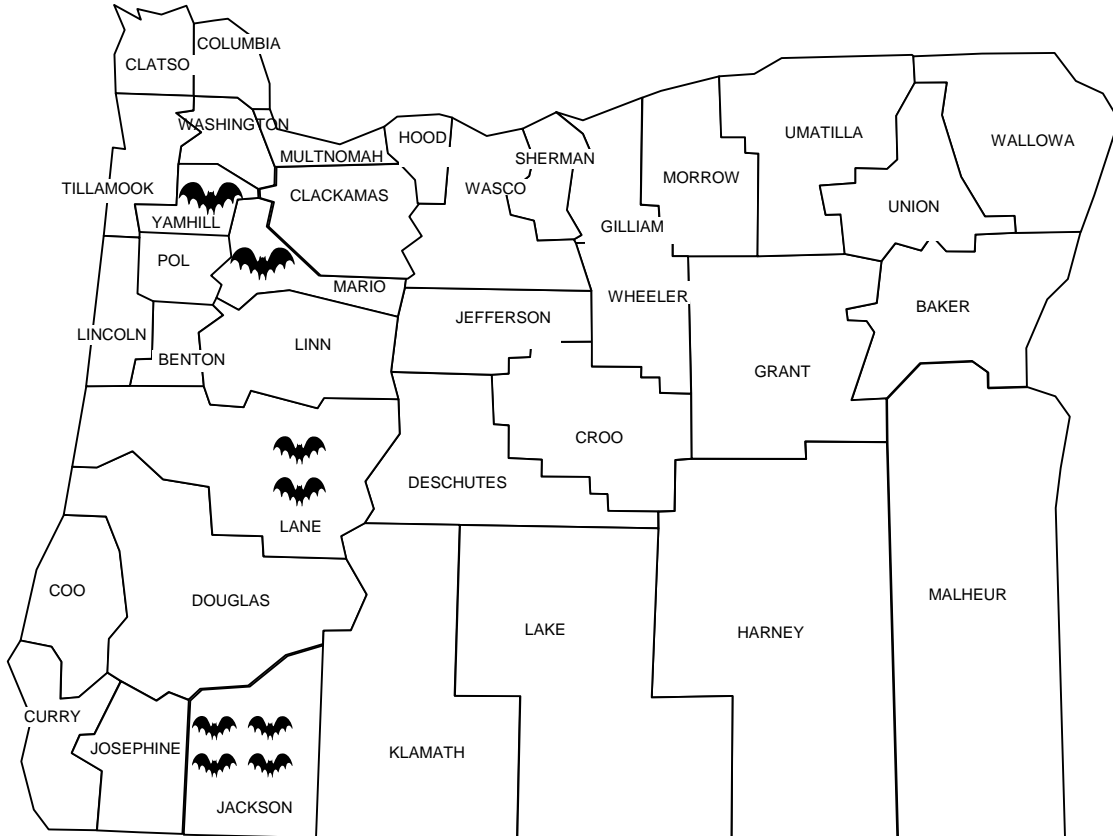 COLUMBIA
CLATSO
WASHINGTON
HOOD
MULTNOMAH
SHERMAN
UMATILLA
WALLOWA
TILLAMOOK
CLACKAMAS
WASCO
MORROW
YAMHILL
GILLIAM
UNION
POL
MARIO
WHEELER
BAKER
LINCOLN
JEFFERSON
BENTON
LINN
GRANT
CROO
DESCHUTES
LANE
COO
DOUGLAS
LAKE
HARNEY
MALHEUR
CURRY
JOSEPHINE
KLAMATH
JACKSON